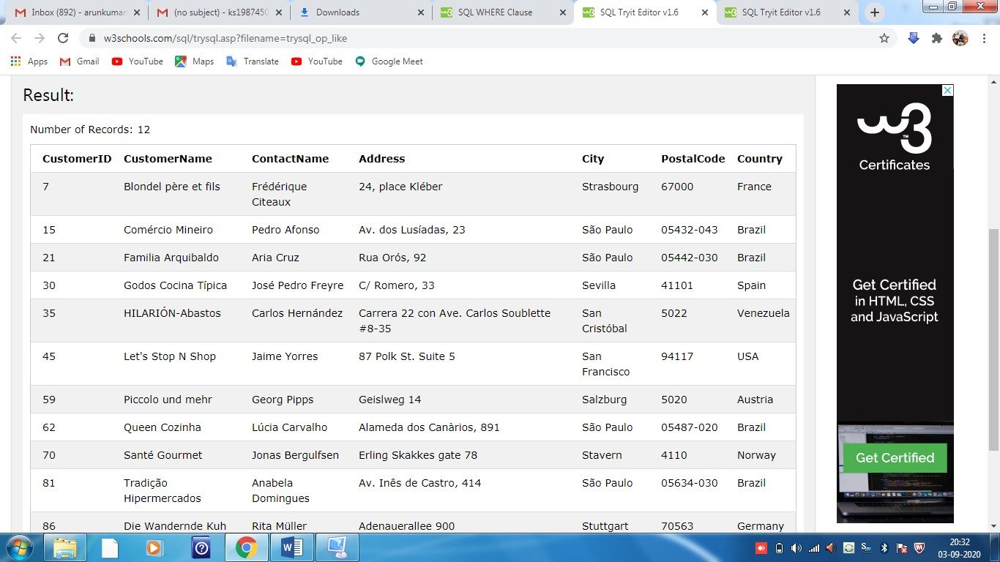 Inbox (892) - arunkumar
(no subject) - ks1987450
Downloads
SQL WHERE Clause
SQL Tryit Editor v1.6
SQL Tryit Editor v1.6
w3schools.com/sql/trysql.asp?filename=trysql_op_like
Apps Gmail YouTube Maps Translate YouTube Google Meet
Result:
Number of Records: 12
CustomerID CustomerName ContactName Address City PostalCode Country
7 Blondel père et fils Frédérique 24, place Kléber Strasbourg 67000 France
Citeaux
15 Comércio Mineiro Pedro Afonso Av. dos Lusíadas, 23 São Paulo 05432-043 Brazil
21 Familia Arquibaldo Aria Cruz Rua Orós, 92 São Paulo 05442-030 Brazil
30 Godos Cocina Típica José Pedro Freyre C/ Romero, 33 Sevilla 41101 Spain
35 HILARIÓN-Abastos Carlos Hernández Carrera 22 con Ave. Carlos Soublette San 5022 Venezuela
#8-35 Cristóbal
45 Let's Stop N Shop Jaime Yorres 87 Polk St. Suite 5 San 94117 USA
Francisco
59 Piccolo und mehr Georg Pipps Geislweg 14 Salzburg 5020 Austria
62 Queen Cozinha Lúcia Carvalho Alameda dos Canàrios, 891 São Paulo 05487-020 Brazil
70 Santé Gourmet Jonas Bergulfsen Erling Skakkes gate 78 Stavern 4110 Norway
81 Tradição Anabela Av. Inês de Castro, 414 São Paulo 05634-030 Brazil
Hipermercados Domingues
86 Die Wandernde Kuh Rita Müller Adenauerallee 900 Stuttgart 70563 Germany
w3
™
Certificates
Get Certified
in HTML, CSS
and JavaScript
Get Certified
20:32
03-09-2020